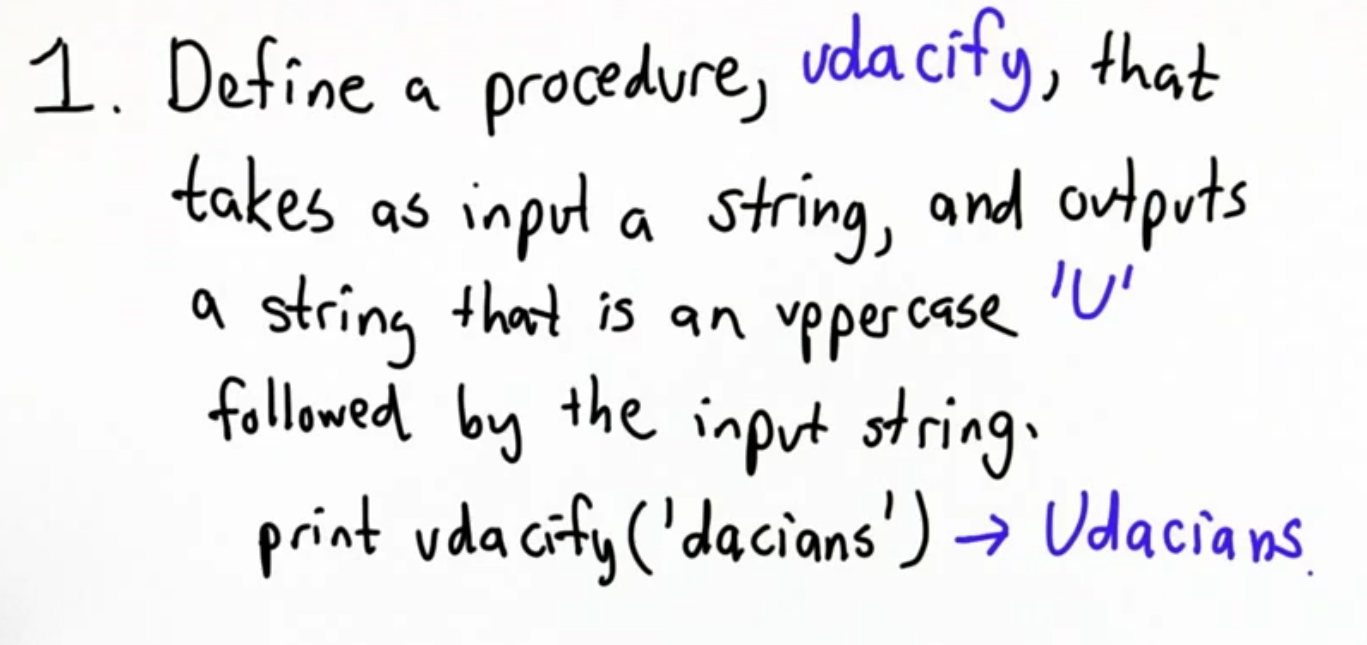 1. Define a procedure, udacify, that
takes as input a string, and outputs
a string that is an uppercase 'U'
followed by the input string.
print udacify('dacians') → Udacians.